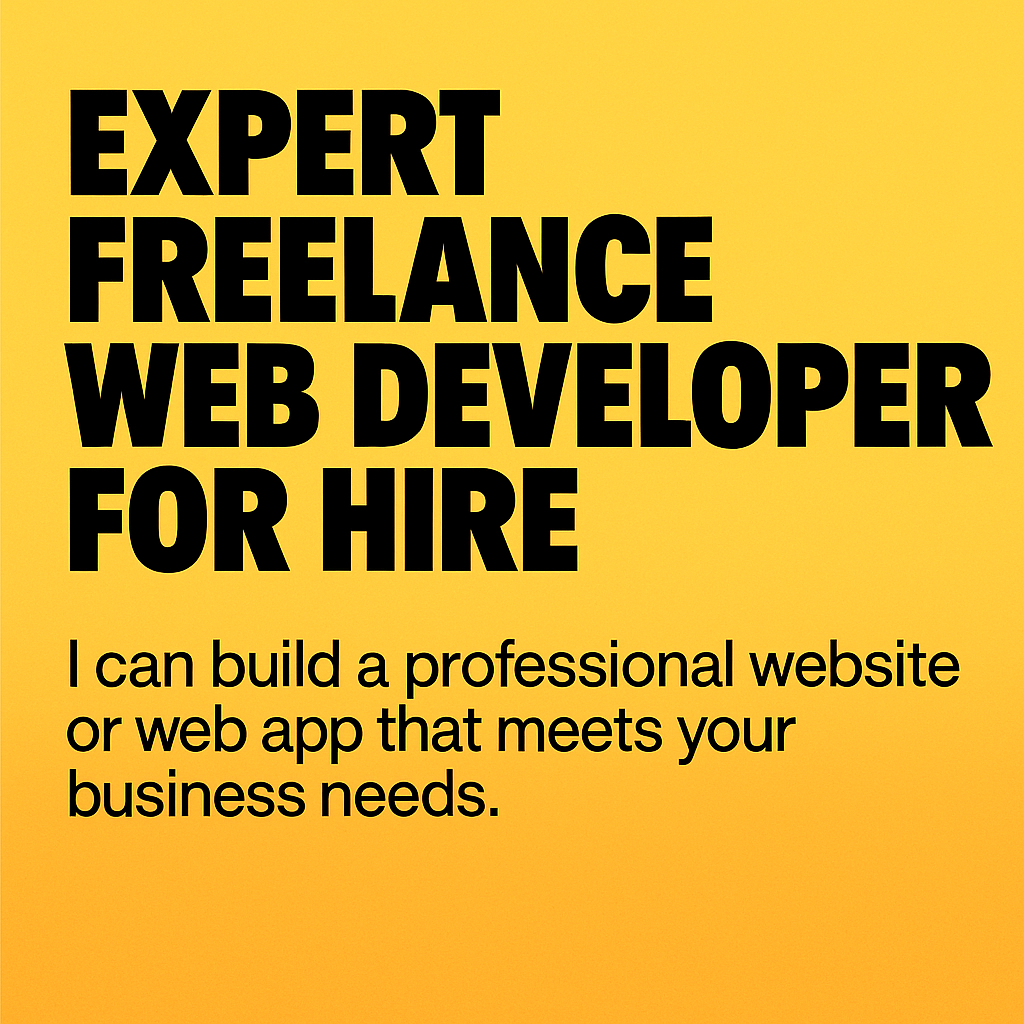 EXPERT
FREELANCE
WEB DEVELOPER
FOR HIRE
I can build a professional website
or web app that meets your
business needs.